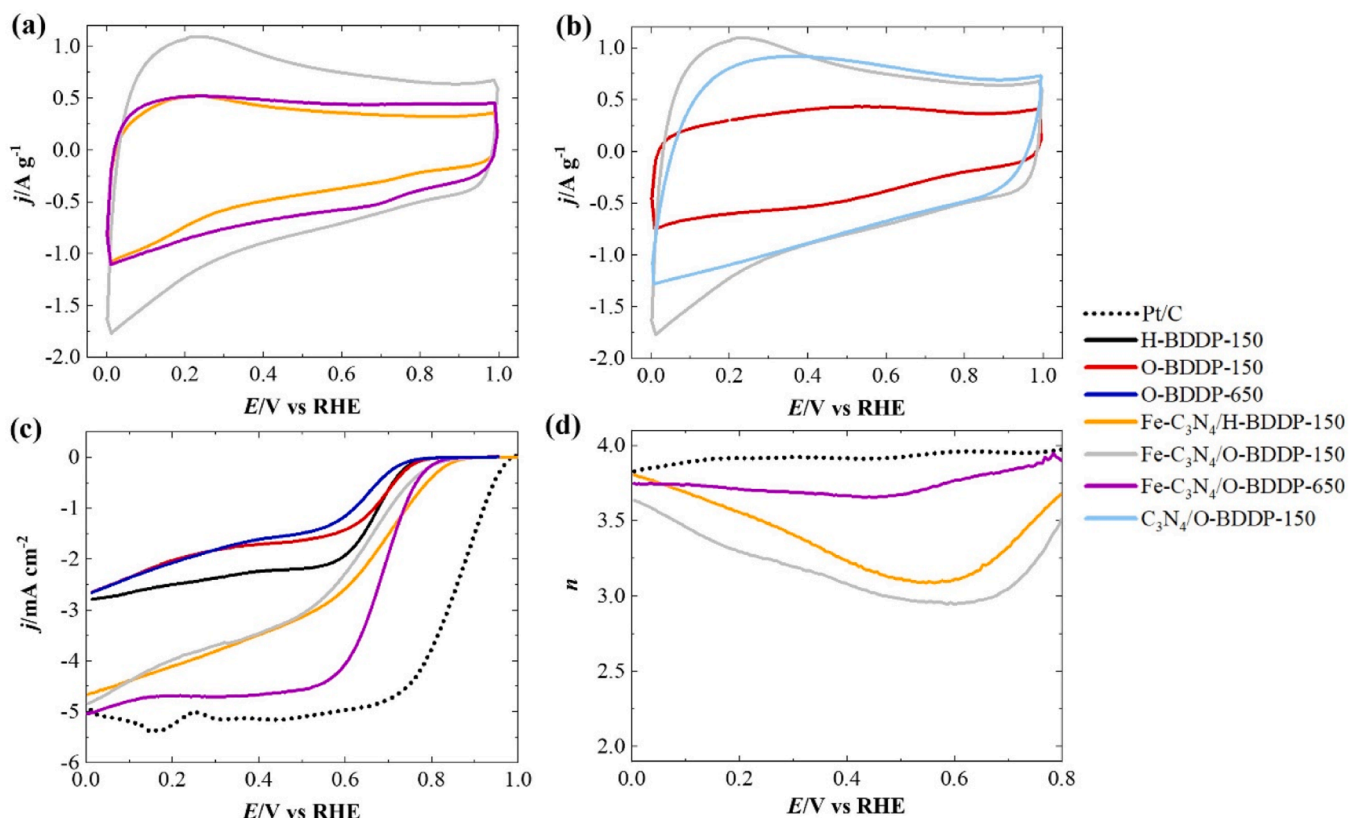 (a)
1.0
0.5
0.0
-0.5
-1.0
-1.5
-2.0
j/A g⁻¹
0.0 0.2 0.4 0.6 0.8 1.0
E/V vs RHE
(b)
1.0
0.5
0.0
-0.5
-1.0
-1.5
-2.0
j/A g⁻¹
0.0 0.2 0.4 0.6 0.8 1.0
E/V vs RHE
Pt/C
H-BDDP-150
O-BDDP-150
O-BDDP-650
Fe-C₃N₄/H-BDDP-150
Fe-C₃N₄/O-BDDP-150
Fe-C₃N₄/O-BDDP-650
C₃N₄/O-BDDP-150
(c)
0
-1
-2
-3
-4
-5
-6
j/mA cm⁻²
0.0 0.2 0.4 0.6 0.8 1.0
E/V vs RHE
(d)
4.0
3.5
3.0
2.5
2.0
n
0.0 0.2 0.4 0.6 0.8
E/V vs RHE